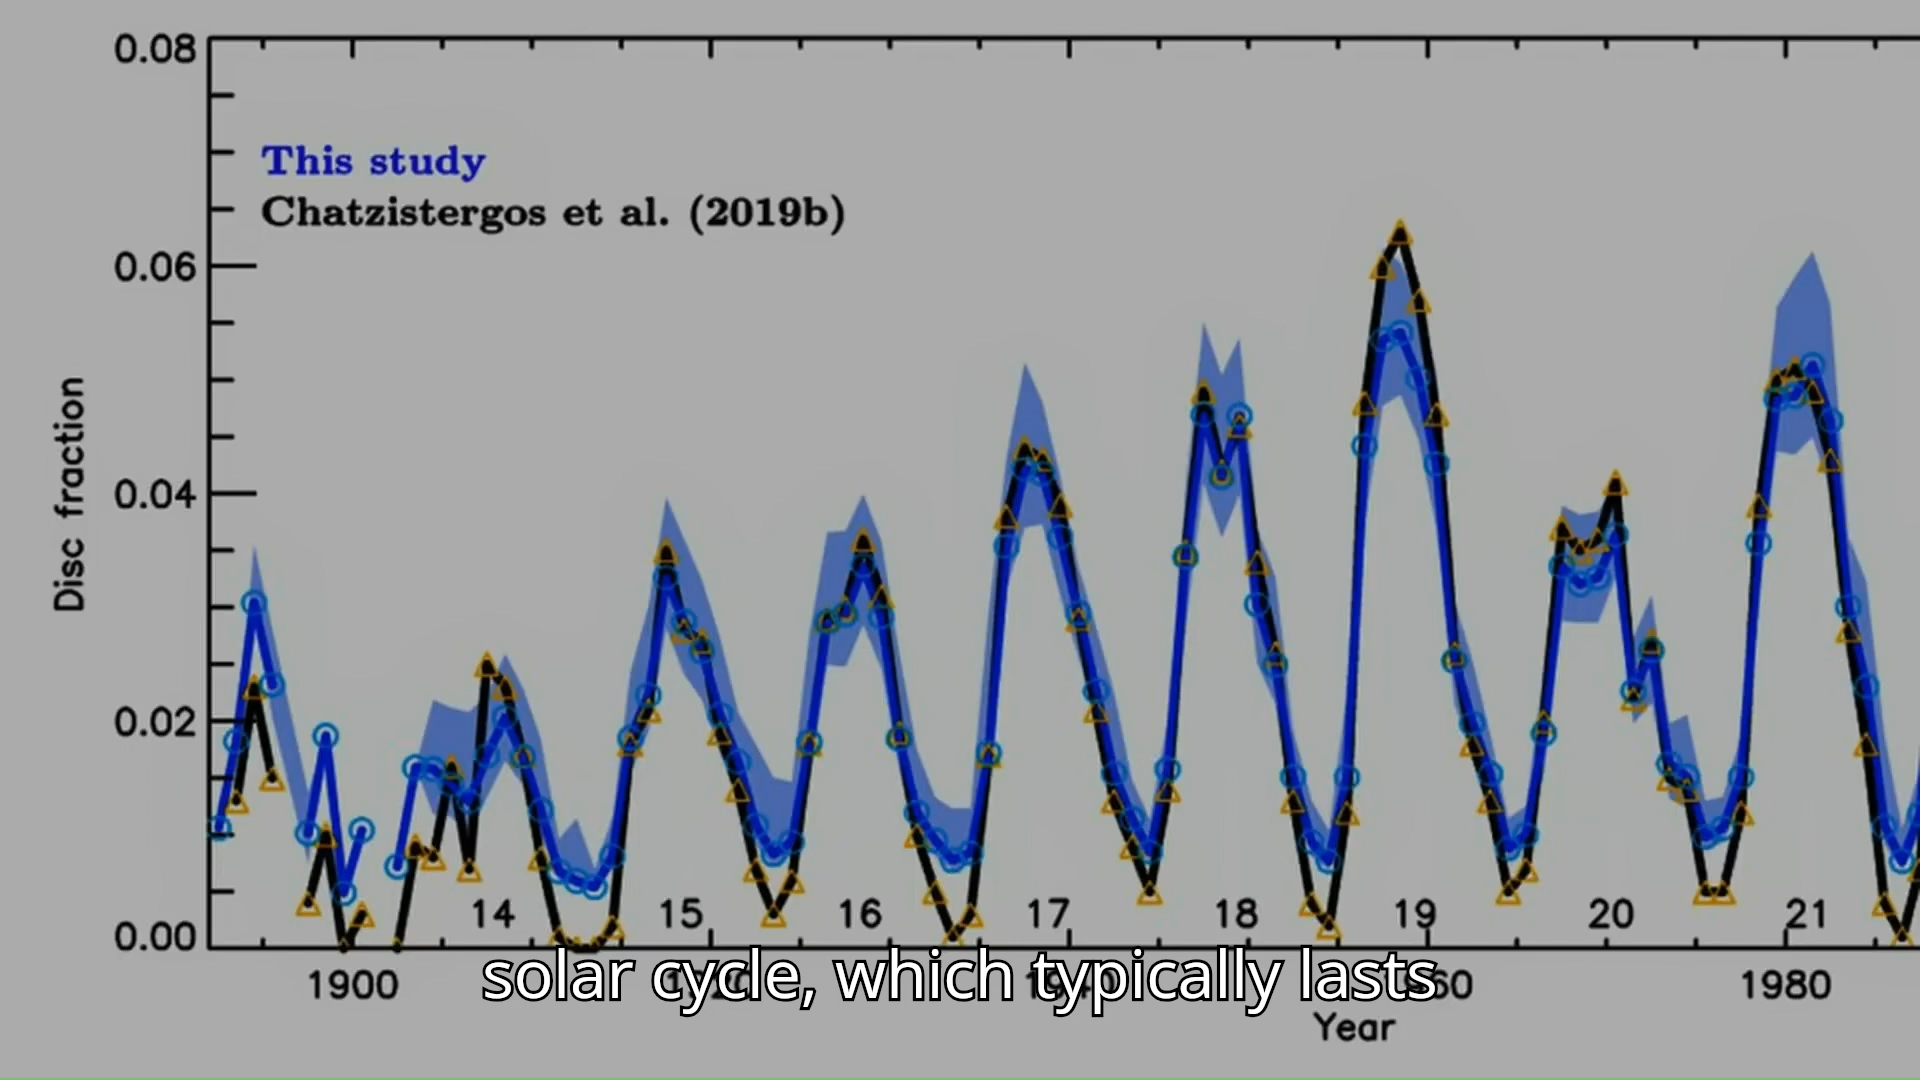 0.08
This study
Chatzistergos et al. (2019b)
0.06
Disc fraction
0.04
0.02
0.00
14 15 16 17 18 19 20 21
1900 1980
solar cycle, which typically lasts
Year